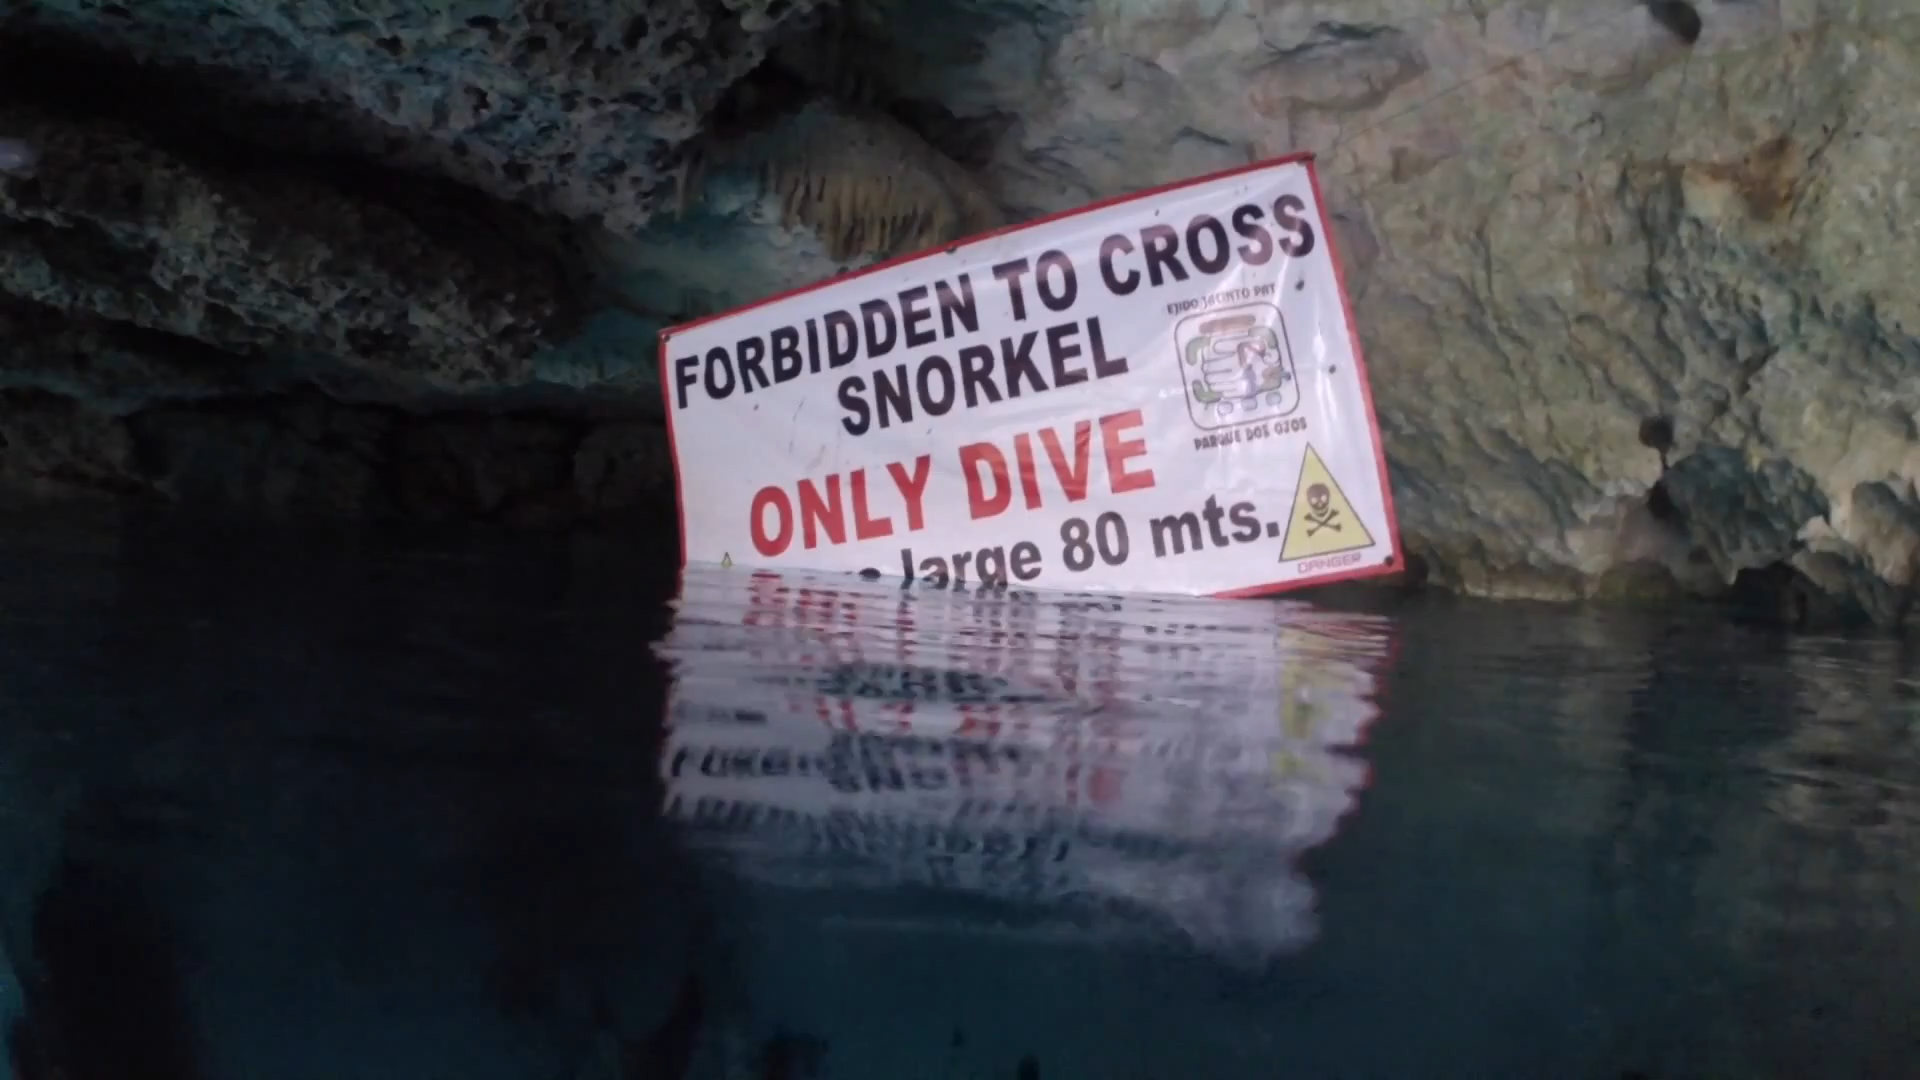 FORBIDDEN TO CROSS
SNORKEL
EJIDO JACINTO PAT
PARQUE DOS OJOS
ONLY DIVE
large 80 mts.
DANGER